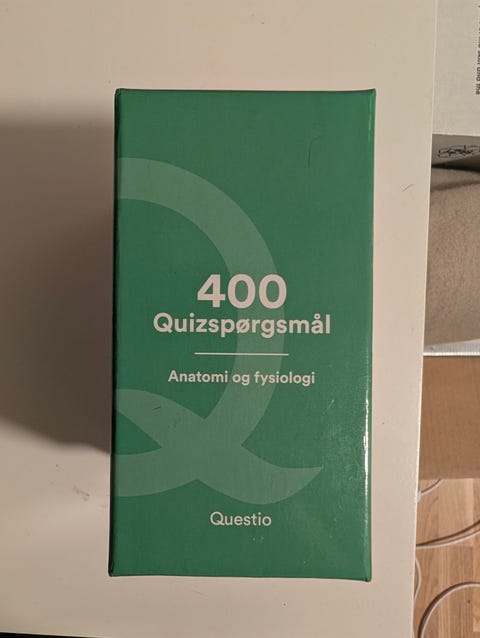 400
Quizspørgsmål
Anatomi og fysiologi
Questio